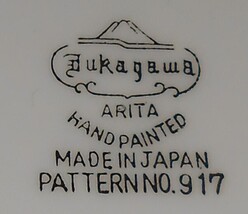 Fukagawa
ARITA
HAND PAINTED
MADE IN JAPAN
PATTERN NO. 917